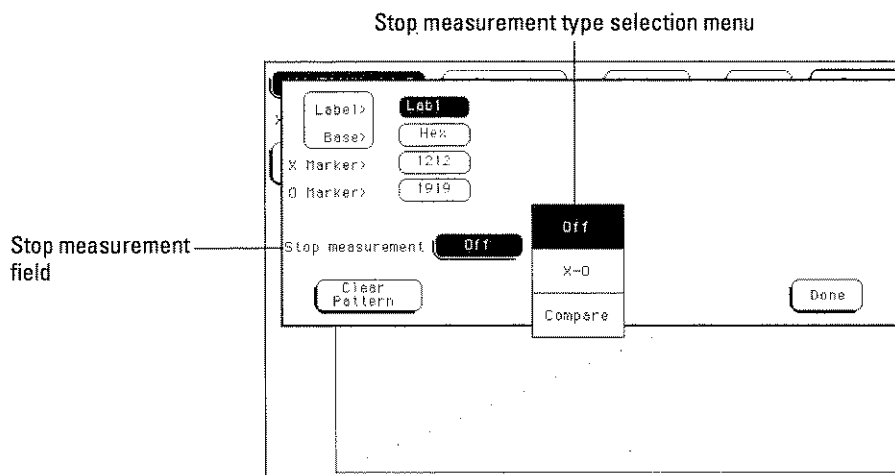 Stop measurement type selection menu
Label>
Lab1
Base>
Hex
X Marker>
1212
O Marker>
1919
Stop measurement
field
Stop measurement
Off
Off
X-O
Compare
Clear
Pattern
Done